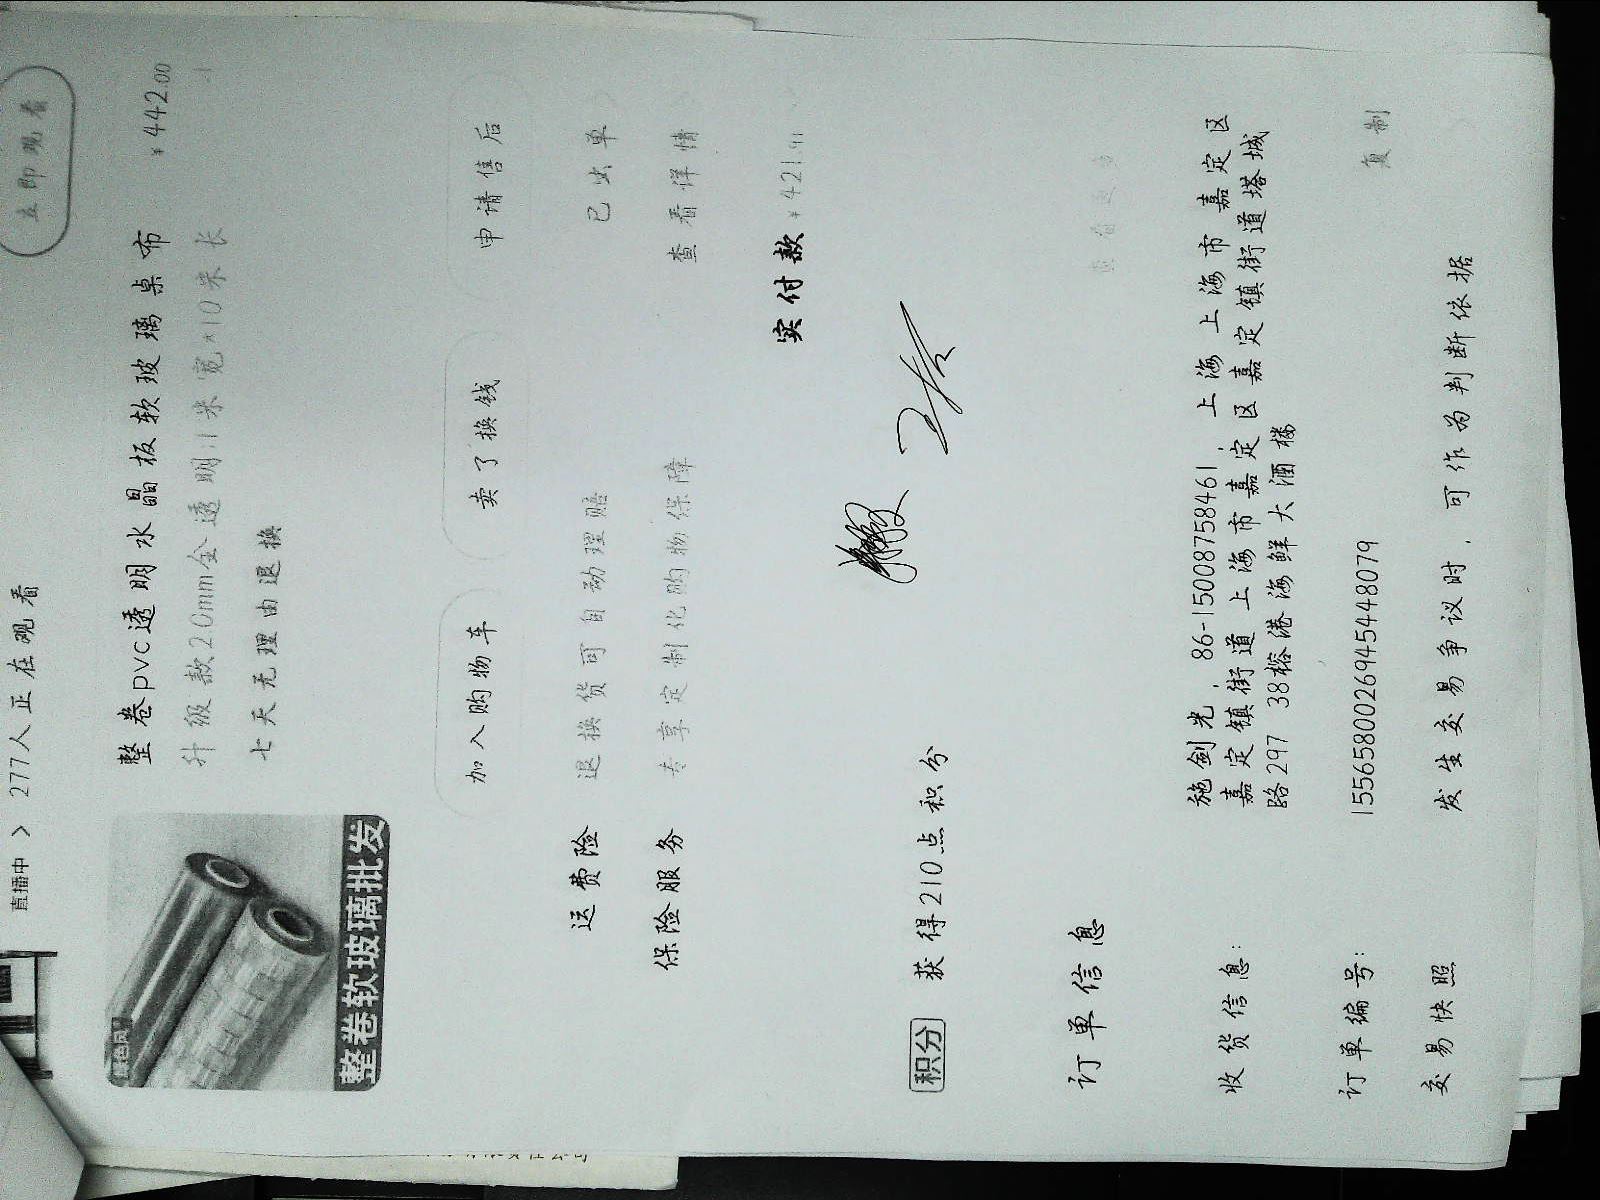 直播中 > 277人正在观看
立即观看
整卷pvc透明水晶板软玻璃桌布
¥442.00
升级款2.0mm全透明:1米宽×10米长
七天无理由退换
整卷软玻璃批发
加入购物车
卖了换钱
申请售后
运费险 退换货可自动理赔 已出单
保险服务 专享定制化购物保障 查看详情
实付款 ¥421
积分 获得210点积分
订单信息
收货信息: 施剑光, 86-15008758461, 上海 上海市 嘉定区
嘉定镇街道 上海市 嘉定区 嘉定镇街道塔城
路297 38榕港海鲜大酒楼
订单编号: 1556580026945448079 复制
交易快照 发生交易争议时, 可作为判断依据